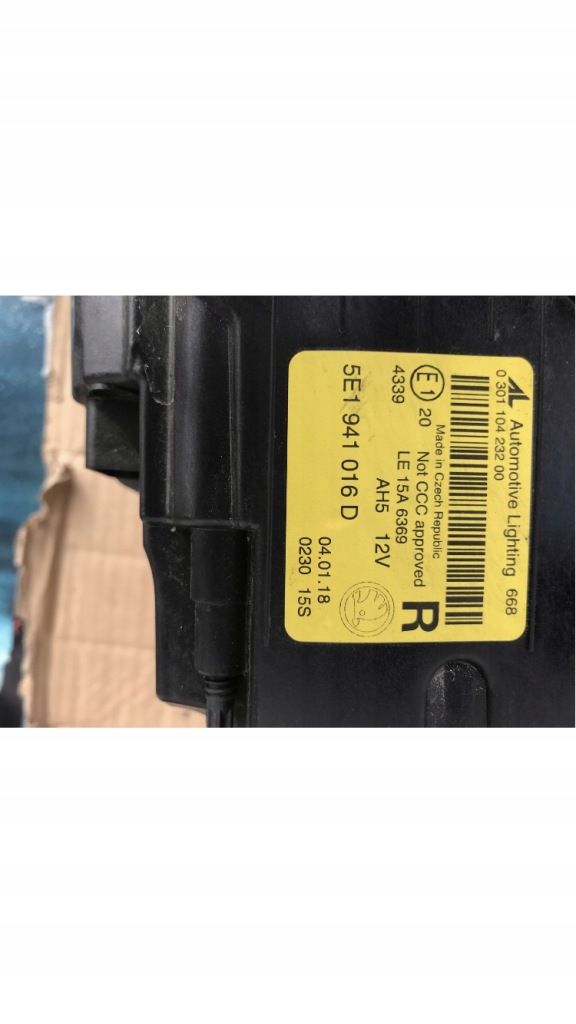 AL Automotive Lighting 668
0 301 104 232 00
Made in Czech Republic
E1 20 Not CCC approved R
LE 15A 6369
4339 AH5 12V
5E1 941 016 D 04.01.18
0230 15S